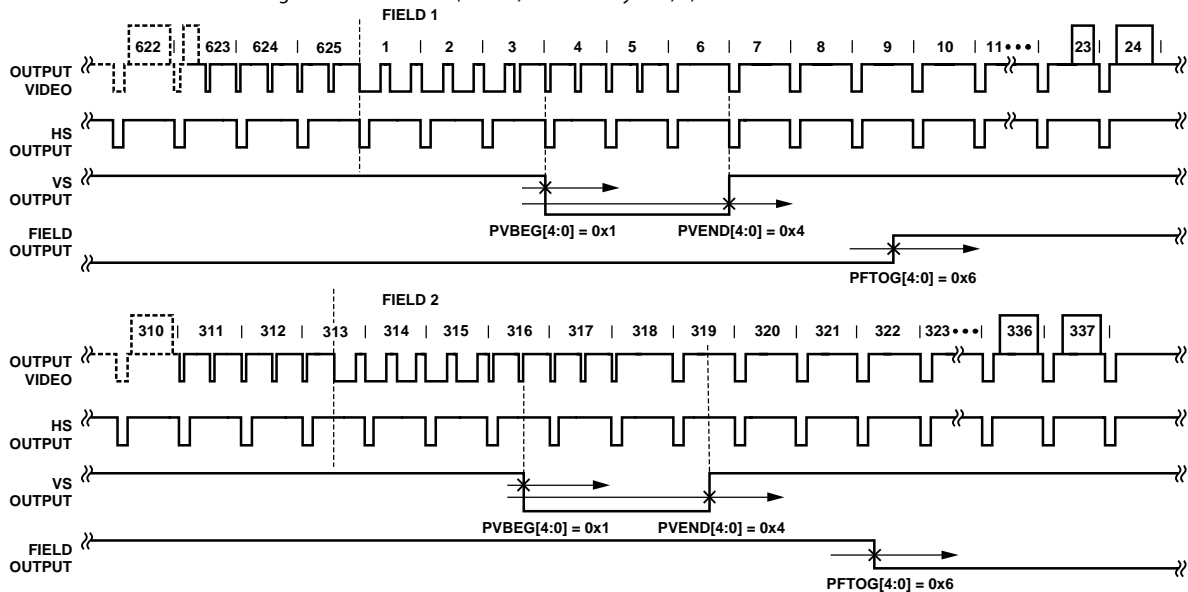 FIELD 1
622 623 624 625 1 2 3 4 5 6 7 8 9 10 11••• 23 24
OUTPUT
VIDEO
HS
OUTPUT
VS
OUTPUT
PVBEG[4:0] = 0x1 PVEND[4:0] = 0x4
FIELD
OUTPUT
PFTOG[4:0] = 0x6
FIELD 2
310 311 312 313 314 315 316 317 318 319 320 321 322 323••• 336 337
OUTPUT
VIDEO
HS
OUTPUT
VS
OUTPUT
PVBEG[4:0] = 0x1 PVEND[4:0] = 0x4
FIELD
OUTPUT
PFTOG[4:0] = 0x6